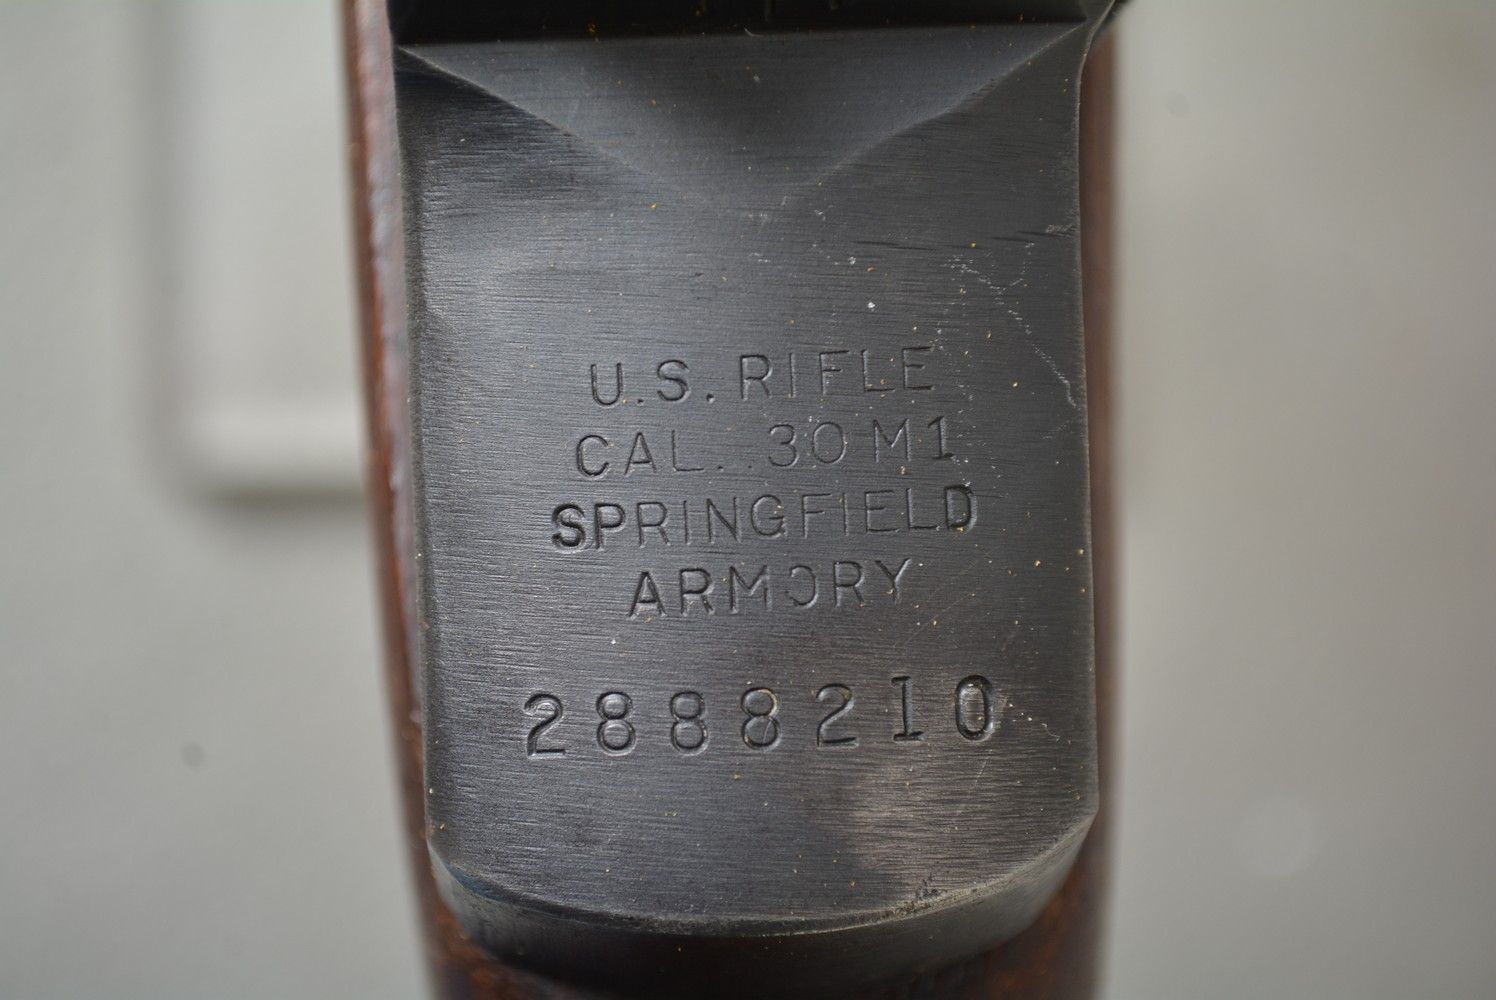 U.S. RIFLE
CAL. .30 M1
SPRINGFIELD
ARMORY
2888210